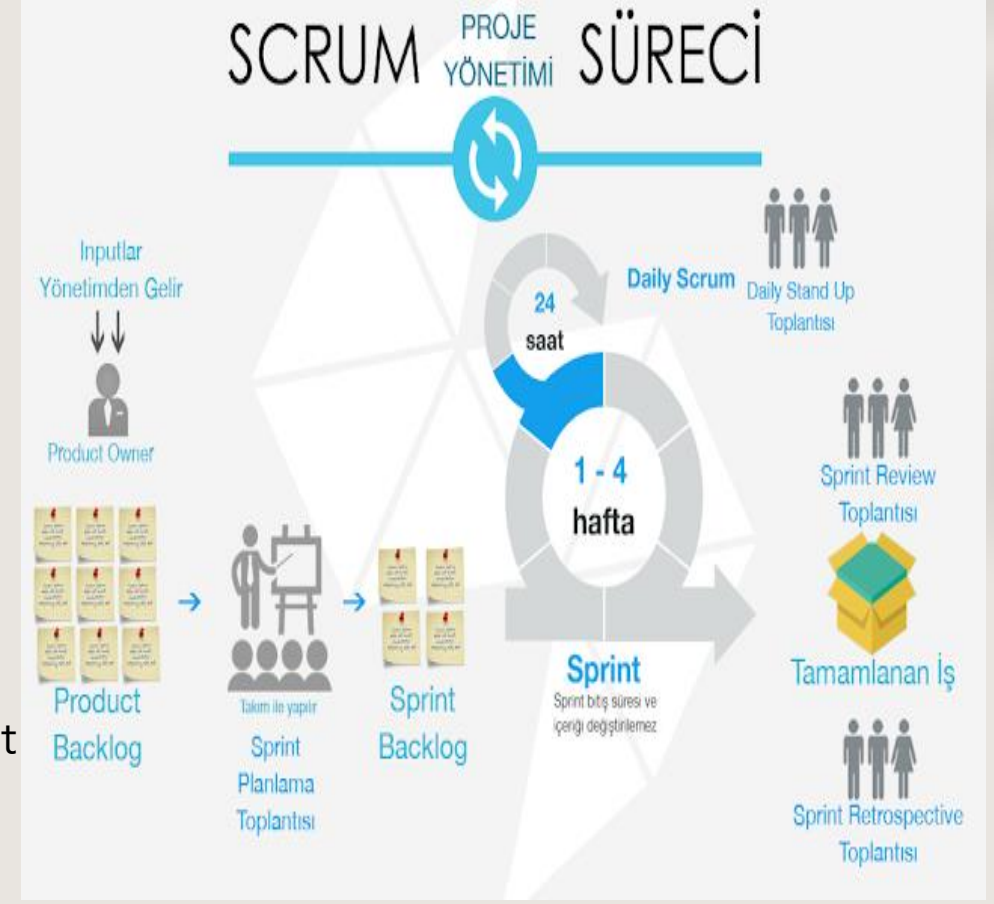 SCRUM PROJE YÖNETİMİ SÜRECİ
Inputlar
Yönetimden Gelir
Product Owner
24
saat
Daily Scrum
Daily Stand Up
Toplantısı
1 - 4
hafta
Sprint Review
Toplantısı
Product
Backlog
Takım ile yapılır
Sprint
Planlama
Toplantısı
Sprint
Backlog
Sprint
Sprint bitiş süresi ve
içeriği değiştirilemez
Tamamlanan İş
Sprint Retrospective
Toplantısı
t